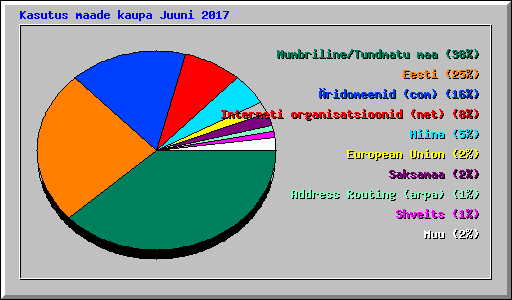 Kasutus maade kaupa Juuni 2017
Numbriline/Tundmatu maa (38%)
Eesti (25%)
Äridomeenid (com) (16%)
Interneti organisatsioonid (net) (8%)
Hiina (5%)
European Union (2%)
Saksamaa (2%)
Address Routing (arpa) (1%)
Shveits (1%)
Muu (2%)